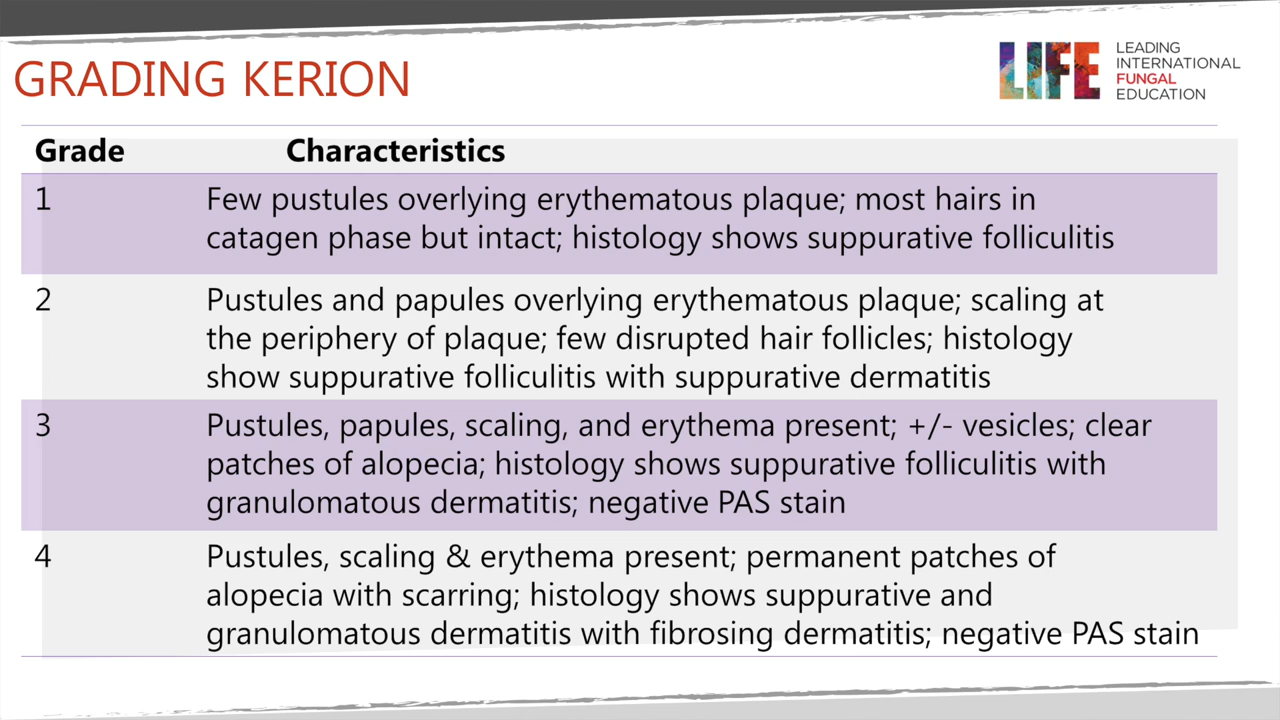 GRADING KERION
LIFE
LEADING
INTERNATIONAL
FUNGAL
EDUCATION
Grade Characteristics
1 Few pustules overlying erythematous plaque; most hairs in
catagen phase but intact; histology shows suppurative folliculitis
2 Pustules and papules overlying erythematous plaque; scaling at
the periphery of plaque; few disrupted hair follicles; histology
show suppurative folliculitis with suppurative dermatitis
3 Pustules, papules, scaling, and erythema present; +/- vesicles; clear
patches of alopecia; histology shows suppurative folliculitis with
granulomatous dermatitis; negative PAS stain
4 Pustules, scaling & erythema present; permanent patches of
alopecia with scarring; histology shows suppurative and
granulomatous dermatitis with fibrosing dermatitis; negative PAS stain